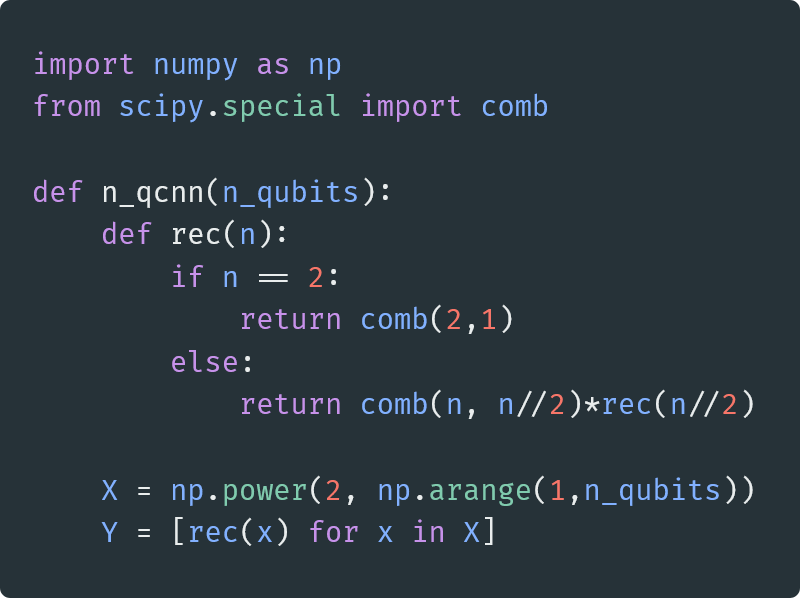 import numpy as np
from scipy.special import comb

def n_qcnn(n_qubits):
    def rec(n):
        if n == 2:
            return comb(2,1)
        else:
            return comb(n, n//2)*rec(n//2)

    X = np.power(2, np.arange(1,n_qubits))
    Y = [rec(x) for x in X]